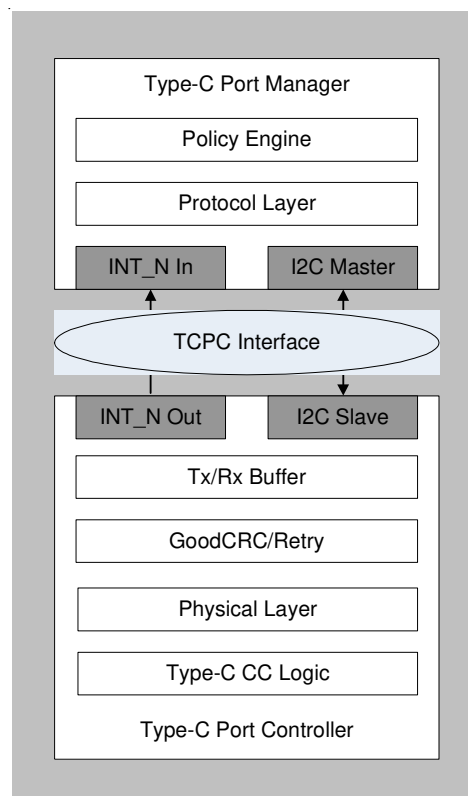 Type-C Port Manager
Policy Engine
Protocol Layer
INT_N In
I2C Master
TCPC Interface
INT_N Out
I2C Slave
Tx/Rx Buffer
GoodCRC/Retry
Physical Layer
Type-C CC Logic
Type-C Port Controller